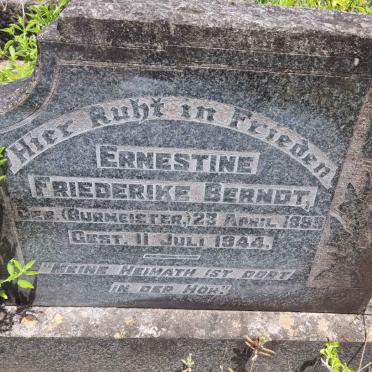 Hier Ruht in Frieden
ERNESTINE
FRIEDERIKE BERNDT,
GEB. (BURMEISTER,) 23 APRIL
GEST. 11 JULI 1944.
MEINE HEIMATH IST DORT
IN DER HÖH!